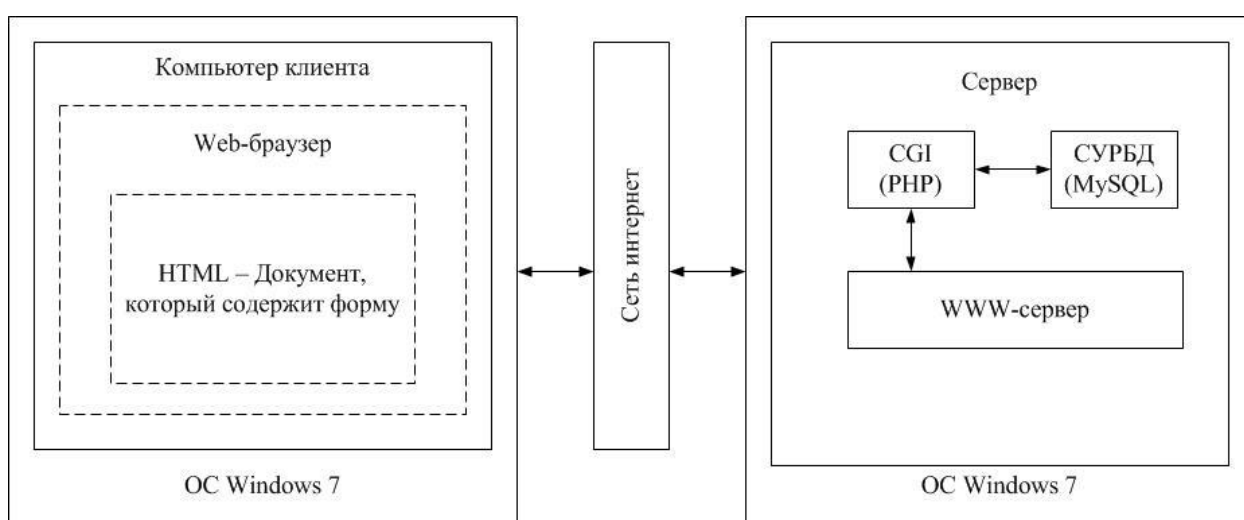 Компьютер клиента
Web-браузер
HTML – Документ,
который содержит форму
ОС Windows 7
Сеть интернет
Сервер
CGI
(PHP)
СУРБД
(MySQL)
WWW-сервер
ОС Windows 7